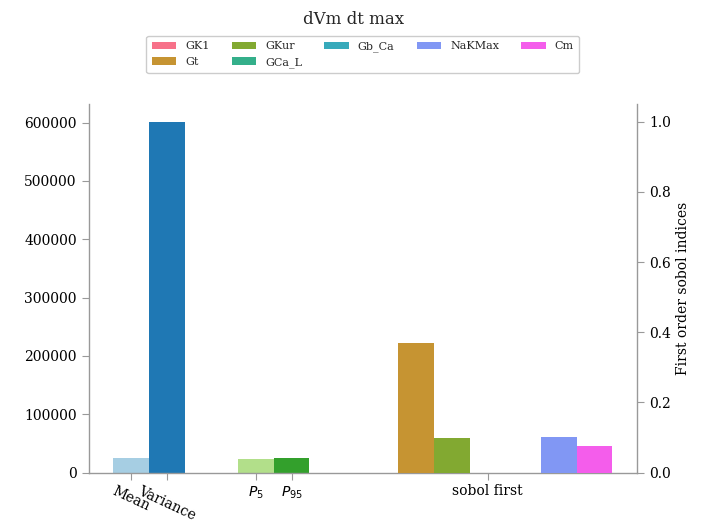 dVm dt max
GK1 GKur Gb_Ca NaKMax Cm
Gt GCa_L
600000
500000
400000
300000
200000
100000
0
1.0
0.8
0.6
0.4
0.2
0.0
First order sobol indices
Mean
Variance
P5
P95
sobol first